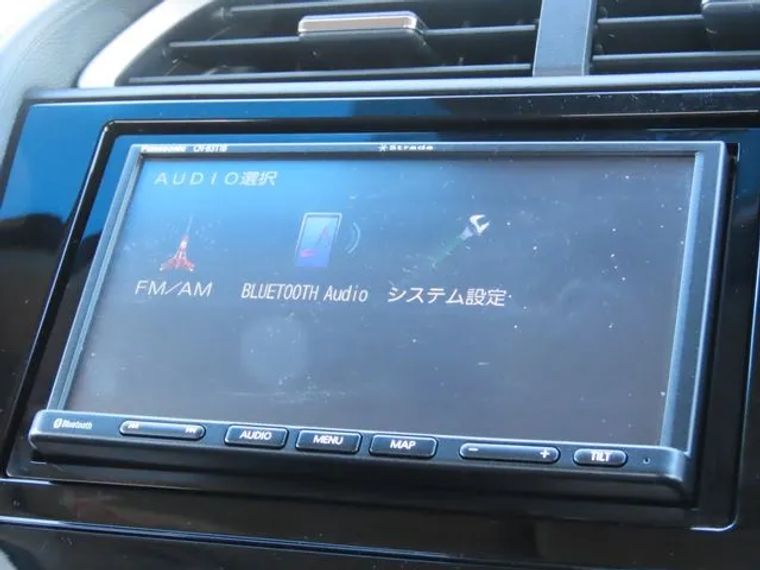 Panasonic
Strada
AUDIO選択
FM/AM
BLUETOOTH Audio
システム設定
Bluetooth
AUDIO
MENU
MAP
− +
TILT